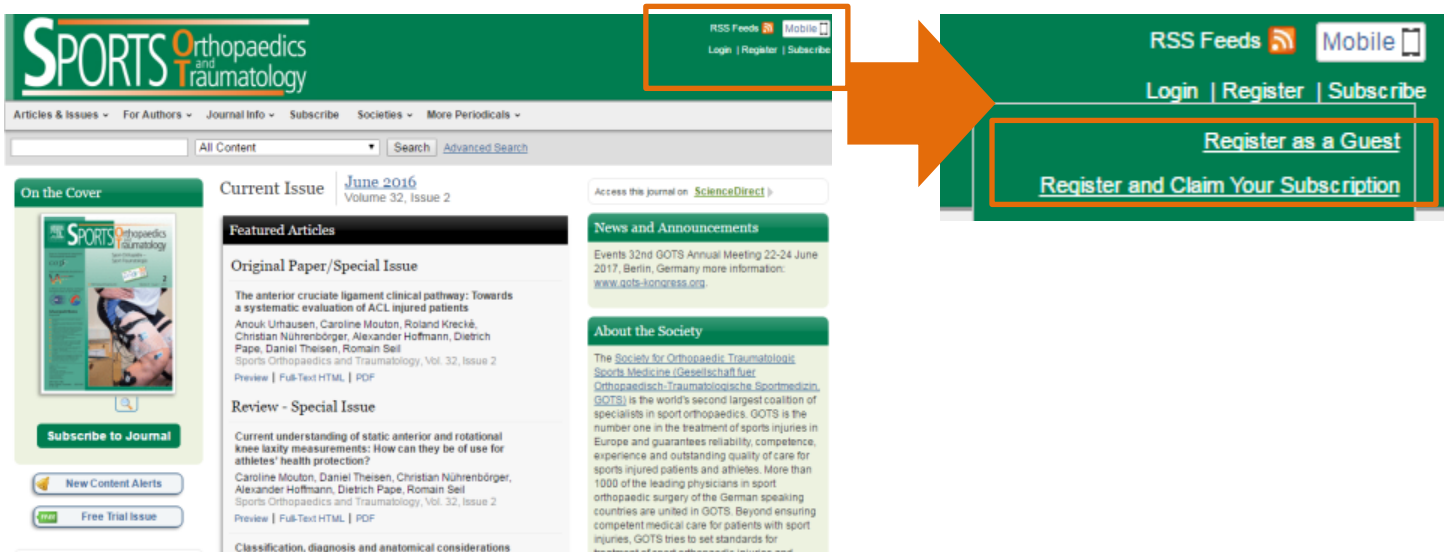 SPORTS Orthopaedics
and
Traumatology
RSS Feeds Mobile
Login | Register | Subscribe
Articles & Issues For Authors Journal Info Subscribe Societies More Periodicals
All Content Search Advanced Search
On the Cover
SPORTS Orthopaedics
and
Traumatology
2
Subscribe to Journal
New Content Alerts
FREE Free Trial Issue
Current Issue
June 2016
Volume 32, Issue 2
Featured Articles
Original Paper/Special Issue
The anterior cruciate ligament clinical pathway: Towards
a systematic evaluation of ACL injured patients
Anouk Urhausen, Caroline Mouton, Roland Krecké,
Christian Nührenbörger, Alexander Hoffmann, Dietrich
Pape, Daniel Theisen, Romain Seil
Sports Orthopaedics and Traumatology, Vol. 32, Issue 2
Preview | Full-Text HTML | PDF
Review - Special Issue
Current understanding of static anterior and rotational
knee laxity measurements: How can they be of use for
athletes' health protection?
Caroline Mouton, Daniel Theisen, Christian Nührenbörger,
Alexander Hoffmann, Dietrich Pape, Romain Seil
Sports Orthopaedics and Traumatology, Vol. 32, Issue 2
Preview | Full-Text HTML | PDF
Classification, diagnosis and anatomical considerations
Access this journal on ScienceDirect
News and Announcements
Events 32nd GOTS Annual Meeting 22-24 June
2017, Berlin, Germany more information:
www.gots-kongress.org.
About the Society
The Society for Orthopaedic Traumatologic
Sports Medicine (Gesellschaft fuer
Orthopaedisch-Traumatologische Sportmedizin,
GOTS) is the world's second largest coalition of
specialists in sport orthopaedics. GOTS is the
number one in the treatment of sports injuries in
Europe and guarantees reliability, competence,
experience and outstanding quality of care for
sports injured patients and athletes. More than
1000 of the leading physicians in sport
orthopaedic surgery of the German speaking
countries are united in GOTS. Beyond ensuring
competent medical care for patients with sport
injuries, GOTS tries to set standards for
treatment of sport orthopaedic injuries and
RSS Feeds Mobile
Login | Register | Subscribe
Register as a Guest
Register and Claim Your Subscription